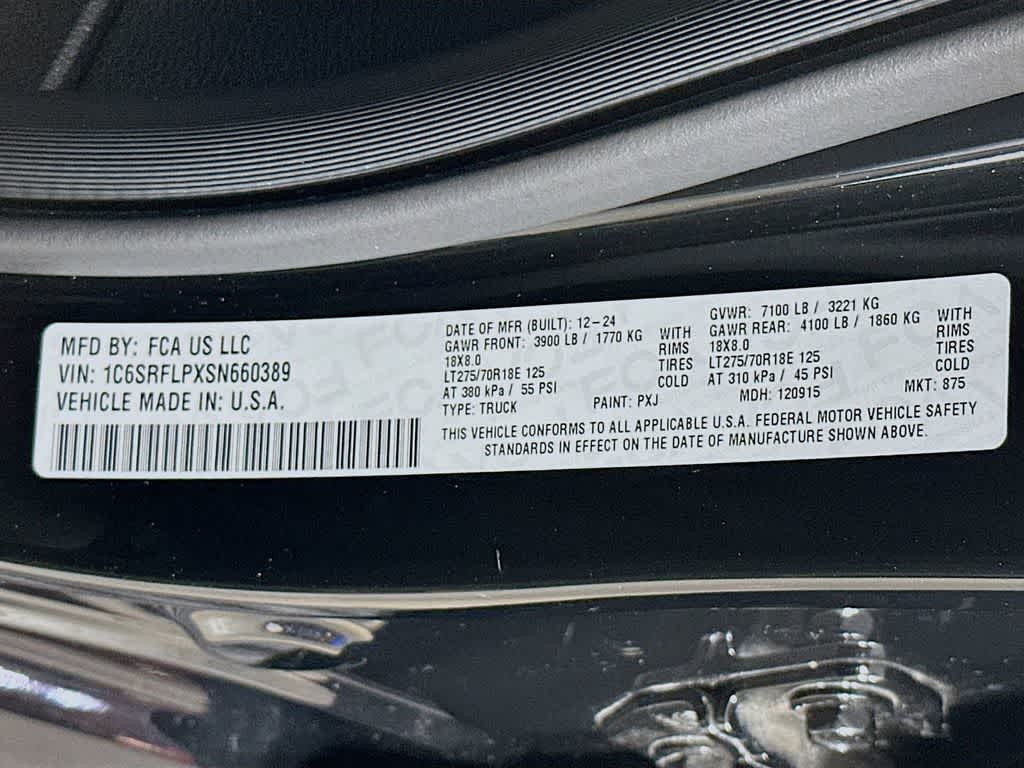 MFD BY: FCA US LLC
VIN: 1C6SRFLPXSN660389
VEHICLE MADE IN: U.S.A.
DATE OF MFR (BUILT): 12-24
GAWR FRONT: 3900 LB / 1770 KG WITH
18X8.0 RIMS
LT275/70R18E 125 TIRES
AT 380 kPa / 55 PSI COLD
TYPE: TRUCK PAINT: PXJ
GVWR: 7100 LB / 3221 KG
GAWR REAR: 4100 LB / 1860 KG WITH
18X8.0 RIMS
LT275/70R18E 125 TIRES
AT 310 kPa / 45 PSI COLD
MDH: 120915 MKT: 875
THIS VEHICLE CONFORMS TO ALL APPLICABLE U.S.A. FEDERAL MOTOR VEHICLE SAFETY
STANDARDS IN EFFECT ON THE DATE OF MANUFACTURE SHOWN ABOVE.